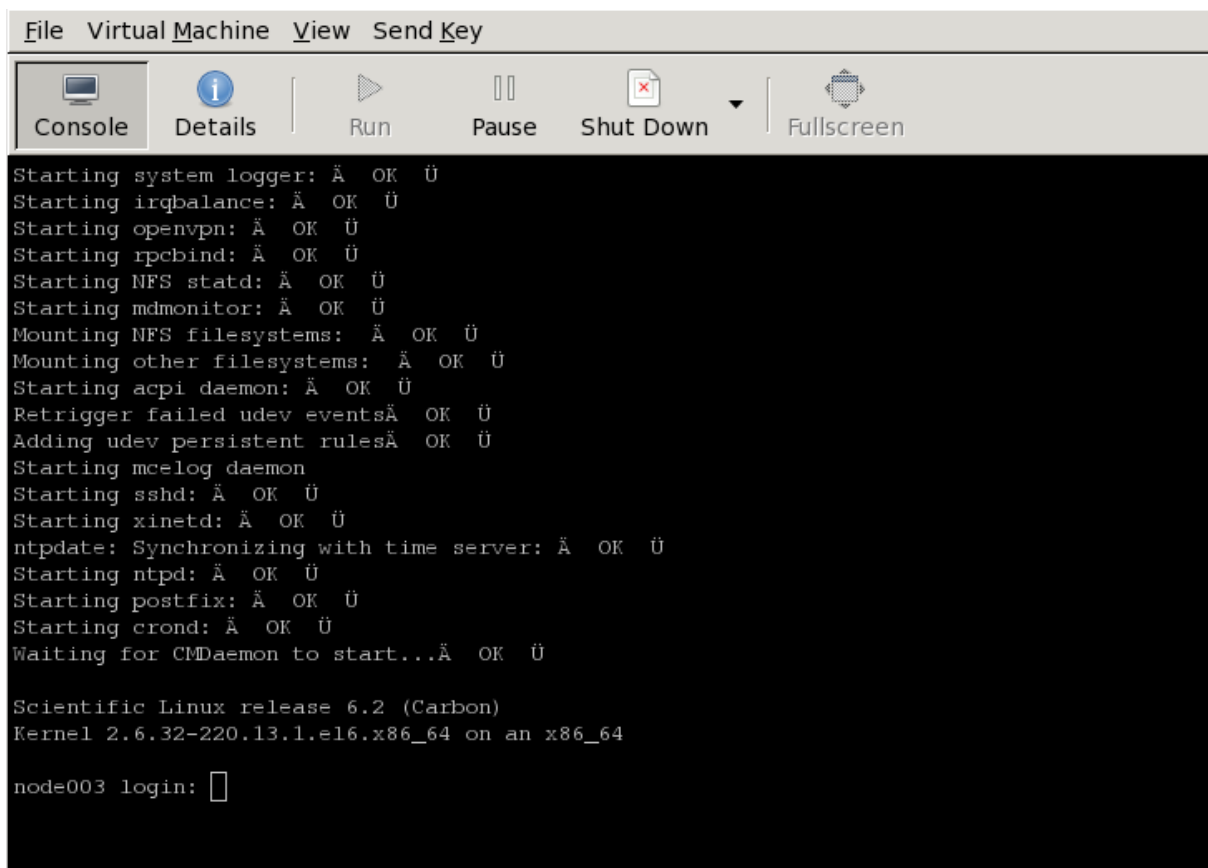 File Virtual Machine View Send Key
Console Details Run Pause Shut Down Fullscreen
Starting system logger: Ä  OK  Ü
Starting irqbalance: Ä  OK  Ü
Starting openvpn: Ä  OK  Ü
Starting rpcbind: Ä  OK  Ü
Starting NFS statd: Ä  OK  Ü
Starting mdmonitor: Ä  OK  Ü
Mounting NFS filesystems:  Ä  OK  Ü
Mounting other filesystems:  Ä  OK  Ü
Starting acpi daemon: Ä  OK  Ü
Retrigger failed udev eventsÄ  OK  Ü
Adding udev persistent rulesÄ  OK  Ü
Starting mcelog daemon
Starting sshd: Ä  OK  Ü
Starting xinetd: Ä  OK  Ü
ntpdate: Synchronizing with time server: Ä  OK  Ü
Starting ntpd: Ä  OK  Ü
Starting postfix: Ä  OK  Ü
Starting crond: Ä  OK  Ü
Waiting for CMDaemon to start...Ä  OK  Ü
Scientific Linux release 6.2 (Carbon)
Kernel 2.6.32-220.13.1.el6.x86_64 on an x86_64
node003 login: